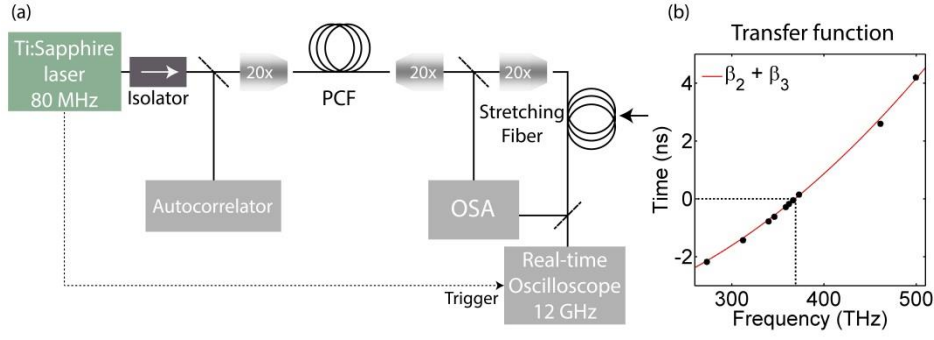 (a)
Ti:Sapphire
laser
80 MHz
Isolator
20x
PCF
20x
20x
Stretching
Fiber
Autocorrelator
OSA
Real-time
Oscilloscope
12 GHz
Trigger
(b)
Transfer function
β₂ + β₃
Time (ns)
4
2
0
-2
300
400
500
Frequency (THz)